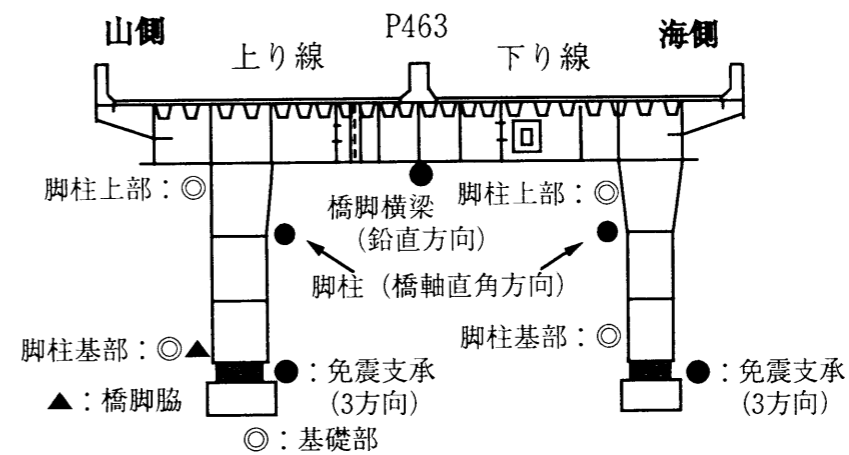 山側 P463 海側
上り線 下り線
脚柱上部：◎
橋脚横梁
(鉛直方向)
脚柱上部：◎
脚柱（橋軸直角方向）
脚柱基部：◎▲
脚柱基部：◎
▲：橋脚脇
●：免震支承
(3方向)
●：免震支承
(3方向)
◎：基礎部